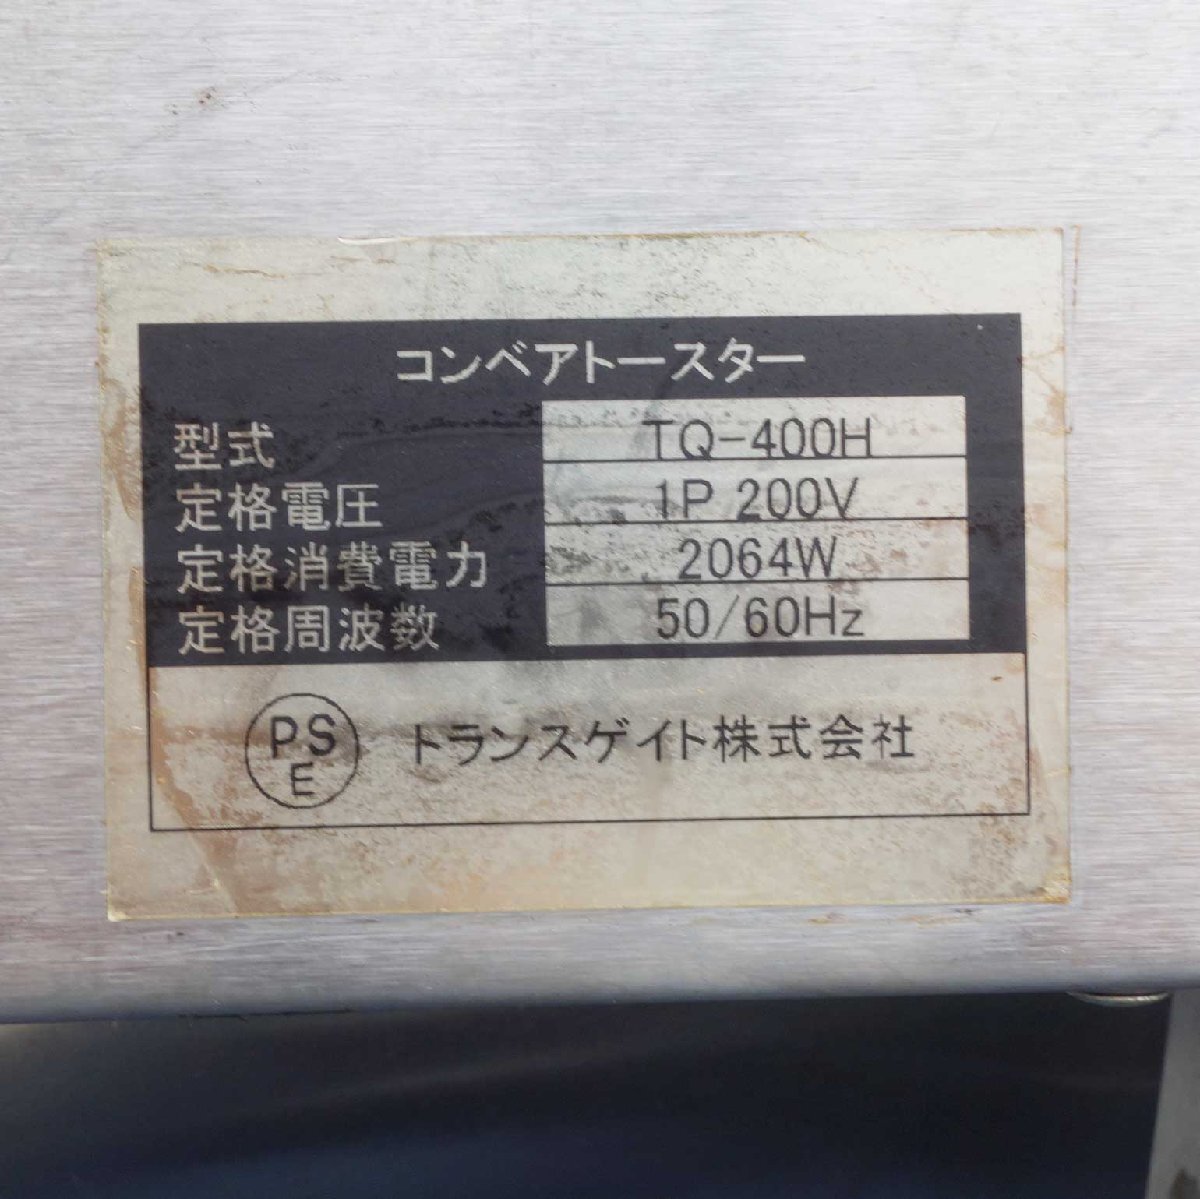 コンベアトースター
型式 TQ-400H
定格電圧 1P 200V
定格消費電力 2064W
定格周波数 50/60Hz
PS
E
トランスゲイト株式会社